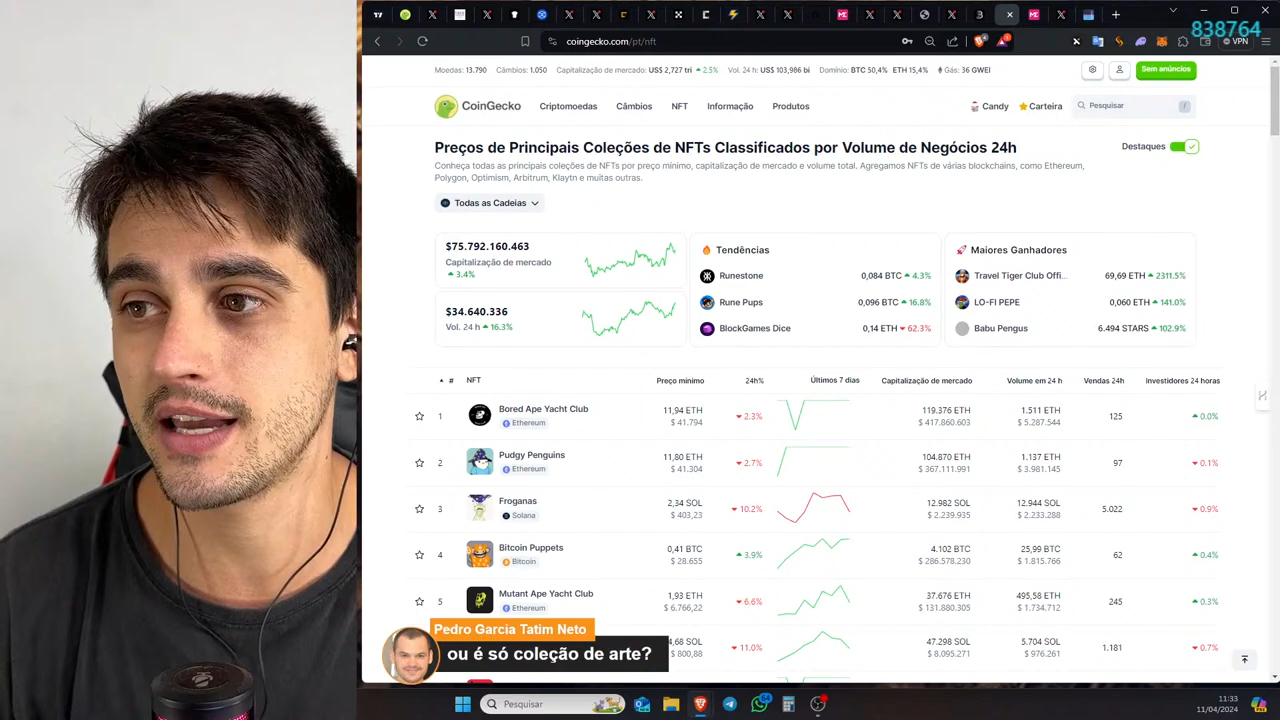 838764
coingecko.com/pt/nft
VPN
Moedas: 13.790 Câmbios: 1.050 Capitalização de mercado: US$ 2,727 tri 2.5% Vol. 24 h: US$ 103,986 bi Domínio: BTC 50,4% ETH 15,4% Gás: 36 GWEI
Sem anúncios
CoinGecko Criptomoedas Câmbios NFT Informação Produtos Candy Carteira Pesquisar /
Preços de Principais Coleções de NFTs Classificados por Volume de Negócios 24h
Destaques
Conheça todas as principais coleções de NFTs por preço mínimo, capitalização de mercado e volume total. Agregamos NFTs de várias blockchains, como Ethereum,
Polygon, Optimism, Arbitrum, Klaytn e muitas outras.
Todas as Cadeias
$75.792.160.463
Capitalização de mercado
3.4%
$34.640.336
Vol. 24 h 16.3%
Tendências
Runestone 0,084 BTC 4.3%
Rune Pups 0,096 BTC 16.8%
BlockGames Dice 0,14 ETH 62.3%
Maiores Ganhadores
Travel Tiger Club Offi... 69,69 ETH 2311.5%
LO-FI PEPE 0,060 ETH 141.0%
Babu Pengus 6.494 STARS 102.9%
# NFT Preço mínimo 24h% Últimos 7 dias Capitalização de mercado Volume em 24 h Vendas 24h Investidores 24 horas
1 Bored Ape Yacht Club 11,94 ETH 2.3% 119.376 ETH 1.511 ETH 125 0.0%
Ethereum $ 41.794 $ 417.860.603 $ 5.287.544
2 Pudgy Penguins 11,80 ETH 2.7% 104.870 ETH 1.137 ETH 97 0.1%
Ethereum $ 41.304 $ 367.111.991 $ 3.981.145
3 Froganas 2,34 SOL 10.2% 12.982 SOL 12.944 SOL 5.022 0.9%
Solana $ 403,23 $ 2.239.935 $ 2.233.288
4 Bitcoin Puppets 0,41 BTC 3.9% 4.102 BTC 25,99 BTC 62 0.4%
Bitcoin $ 28.655 $ 286.578.230 $ 1.815.766
5 Mutant Ape Yacht Club 1,93 ETH 6.6% 37.676 ETH 495,58 ETH 245 0.3%
Ethereum $ 6.766,22 $ 131.880.305 $ 1.734.712
4,68 SOL 11.0% 47.298 SOL 5.704 SOL 1.181 0.7%
$ 800,88 $ 8.095.271 $ 976.261
Pedro Garcia Tatim Neto
ou é só coleção de arte?
Pesquisar
64
11:33
11/04/2024